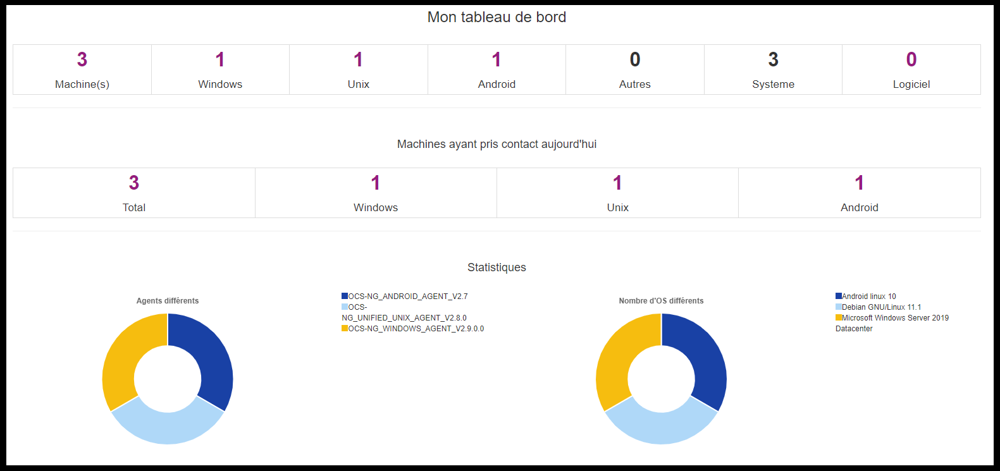 Mon tableau de bord
3 1 1 1 0 3 0
Machine(s) Windows Unix Android Autres Systeme Logiciel
Machines ayant pris contact aujourd'hui
3 1 1 1
Total Windows Unix Android
Statistiques
Agents différents
OCS-NG_ANDROID_AGENT_V2.7
OCS-
NG_UNIFIED_UNIX_AGENT_V2.8.0
OCS-NG_WINDOWS_AGENT_V2.9.0.0
Nombre d'OS différents
Android linux 10
Debian GNU/Linux 11.1
Microsoft Windows Server 2019
Datacenter